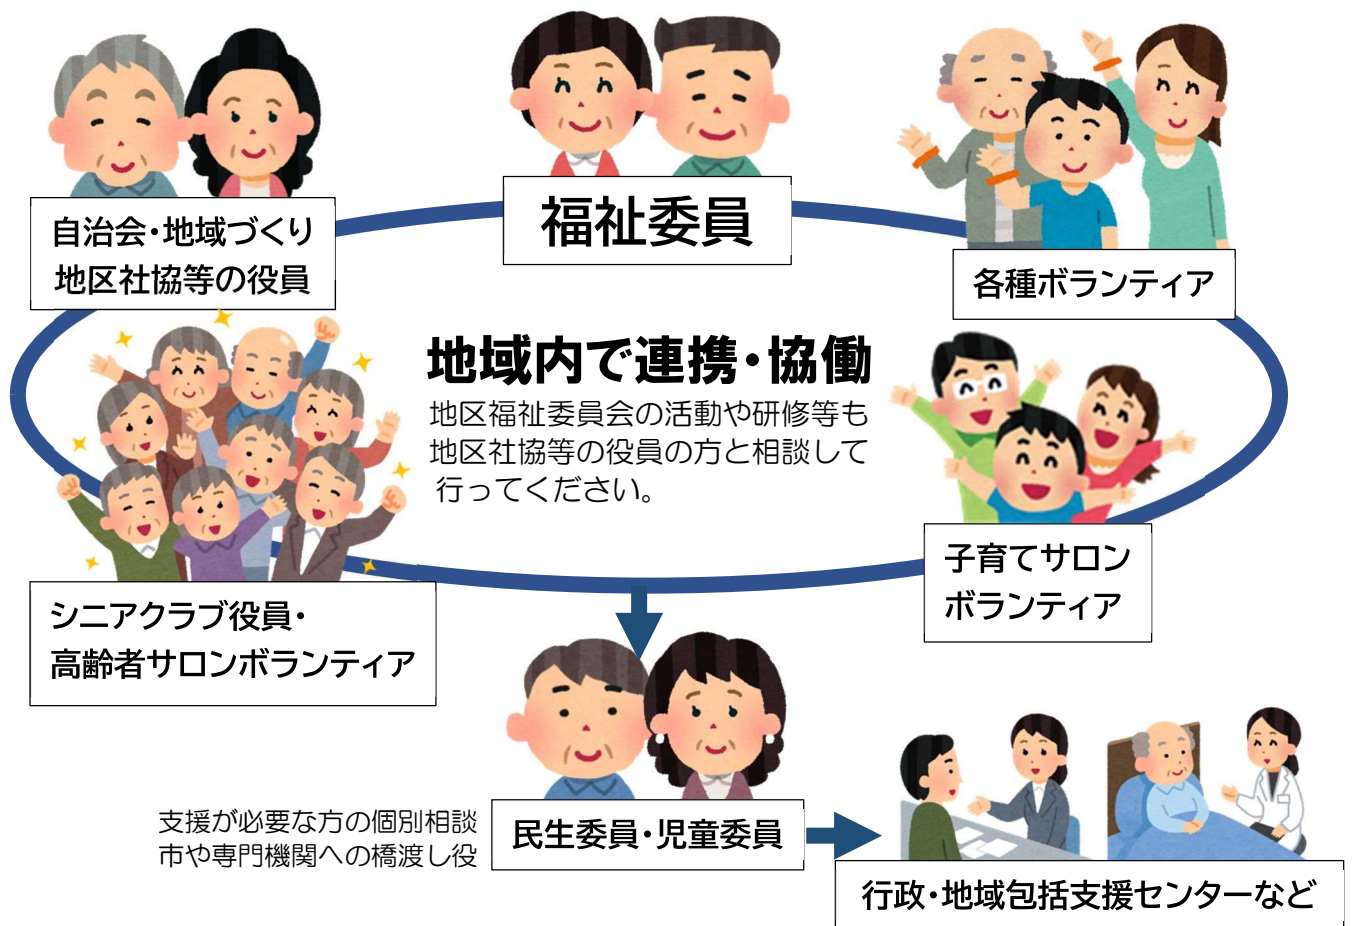 福祉委員
自治会・地域づくり
地区社協等の役員
各種ボランティア
地域内で連携・協働
地区福祉委員会の活動や研修等も
地区社協等の役員の方と相談して
行ってください。
子育てサロン
ボランティア
シニアクラブ役員・
高齢者サロンボランティア
支援が必要な方の個別相談
市や専門機関への橋渡し役
民生委員・児童委員
行政・地域包括支援センターなど